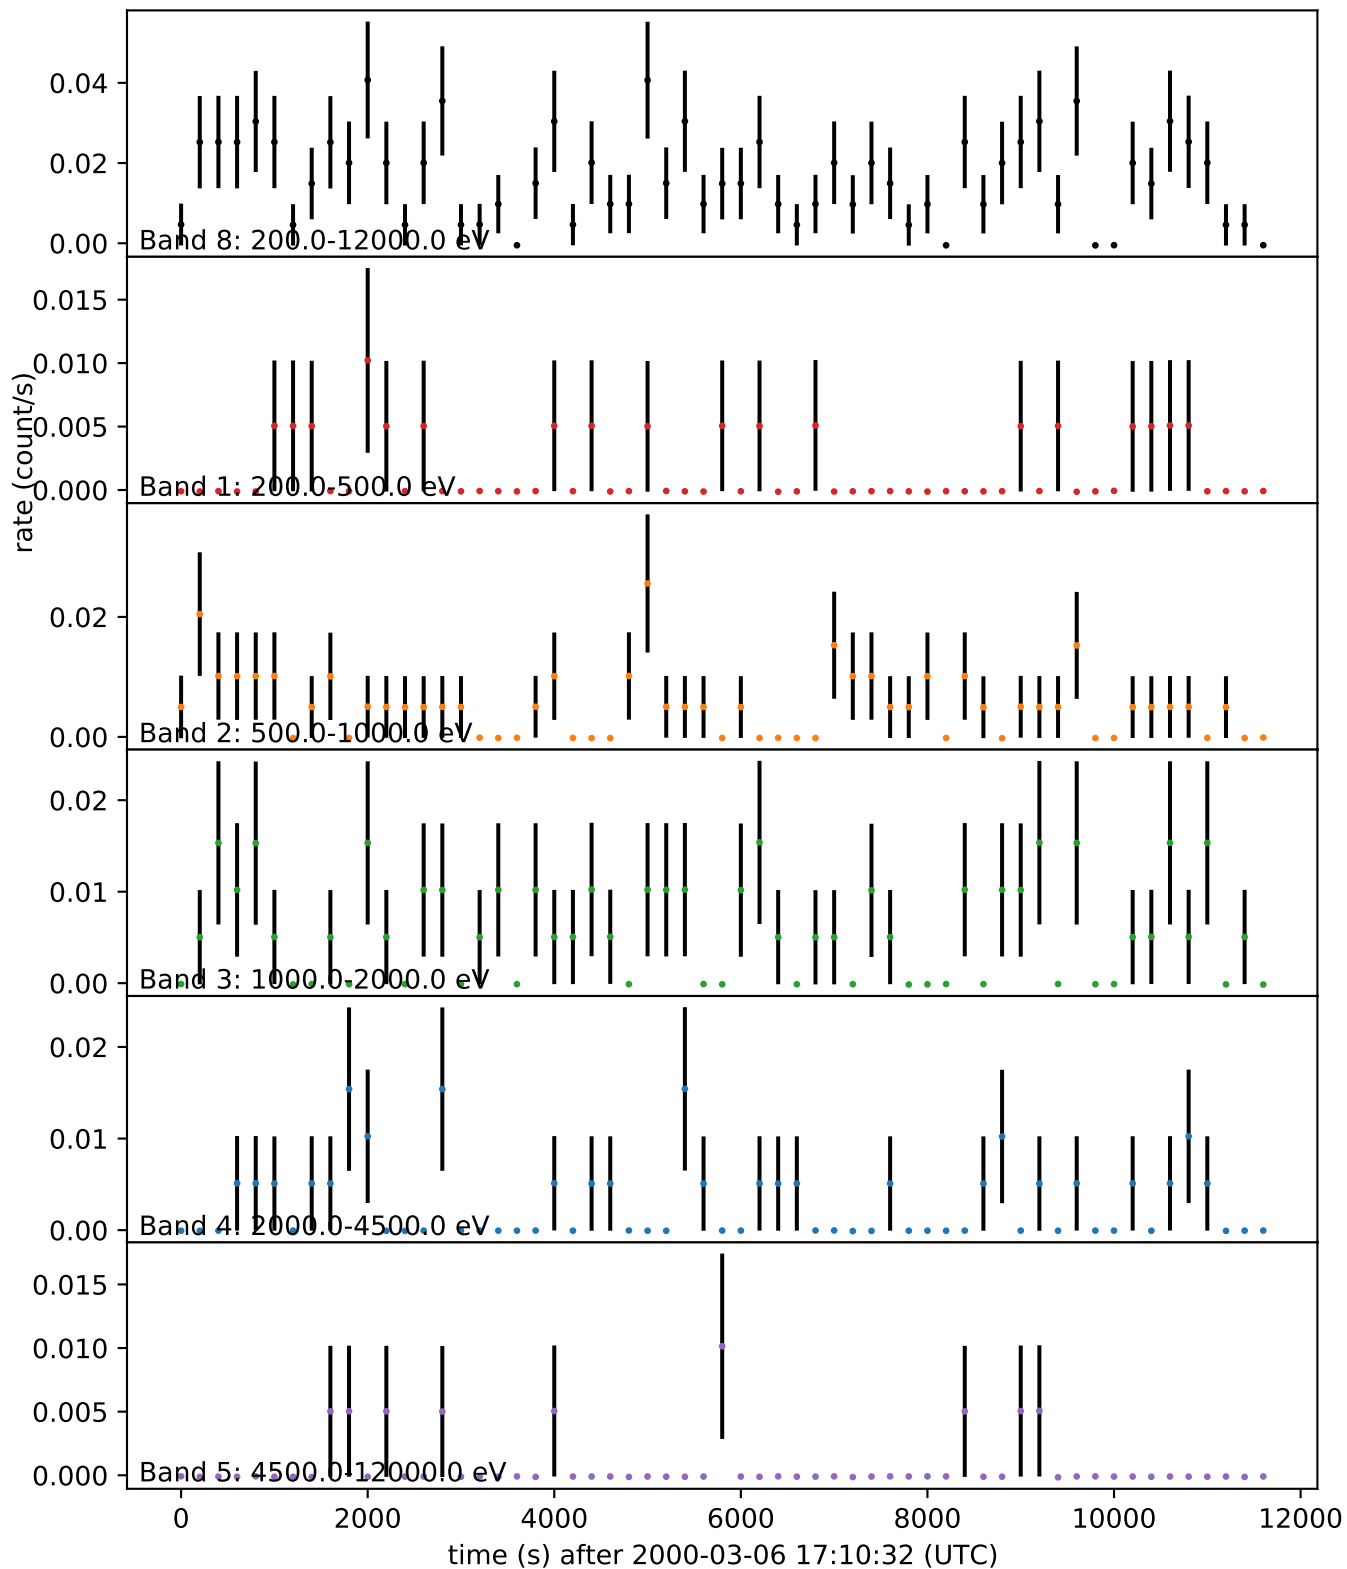 0.04
0.02
0.00
Band 8: 200.0-12000.0 eV
0.015
0.010
0.005
0.000
Band 1: 200.0-500.0 eV
rate (count/s)
0.02
0.00
Band 2: 500.0-1000.0 eV
0.02
0.01
0.00
Band 3: 1000.0-2000.0 eV
0.02
0.01
0.00
Band 4: 2000.0-4500.0 eV
0.015
0.010
0.005
0.000
Band 5: 4500.0-12000.0 eV
0 2000 4000 6000 8000 10000 12000
time (s) after 2000-03-06 17:10:32 (UTC)